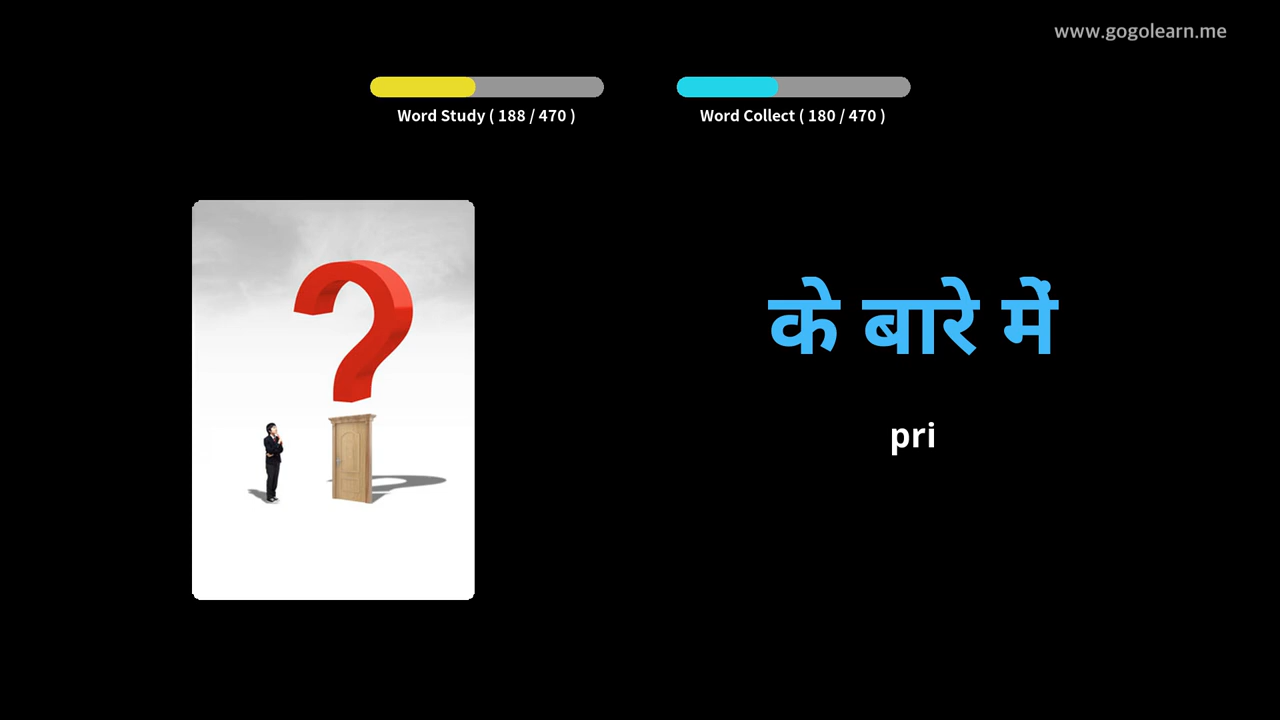 www.gogolearn.me
Word Study ( 188 / 470 )
Word Collect ( 180 / 470 )
के बारे में
pri